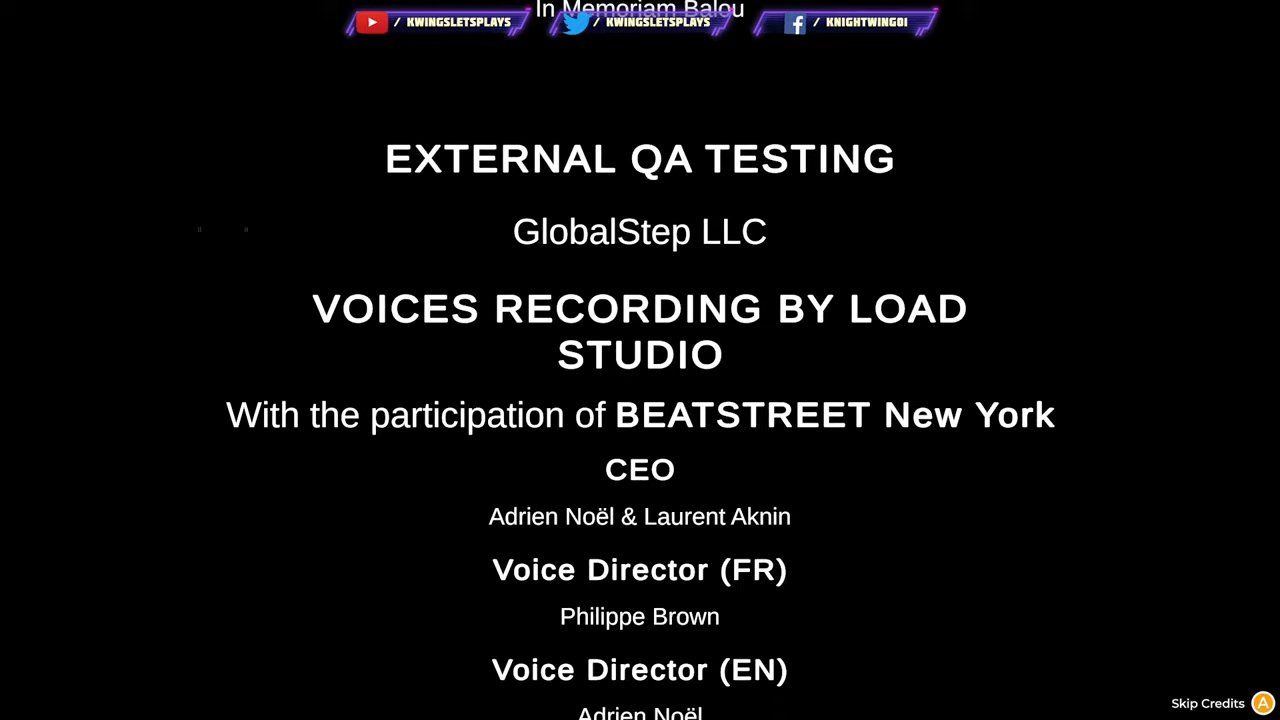 In Memoriam Balou
/ KWINGSLETSPLAYS
/ KWINGSLETSPLAYS
/ KNIGHTWING01
EXTERNAL QA TESTING
GlobalStep LLC
VOICES RECORDING BY LOAD
STUDIO
With the participation of BEATSTREET New York
CEO
Adrien Noël & Laurent Aknin
Voice Director (FR)
Philippe Brown
Voice Director (EN)
Adrien Noël
Skip Credits A